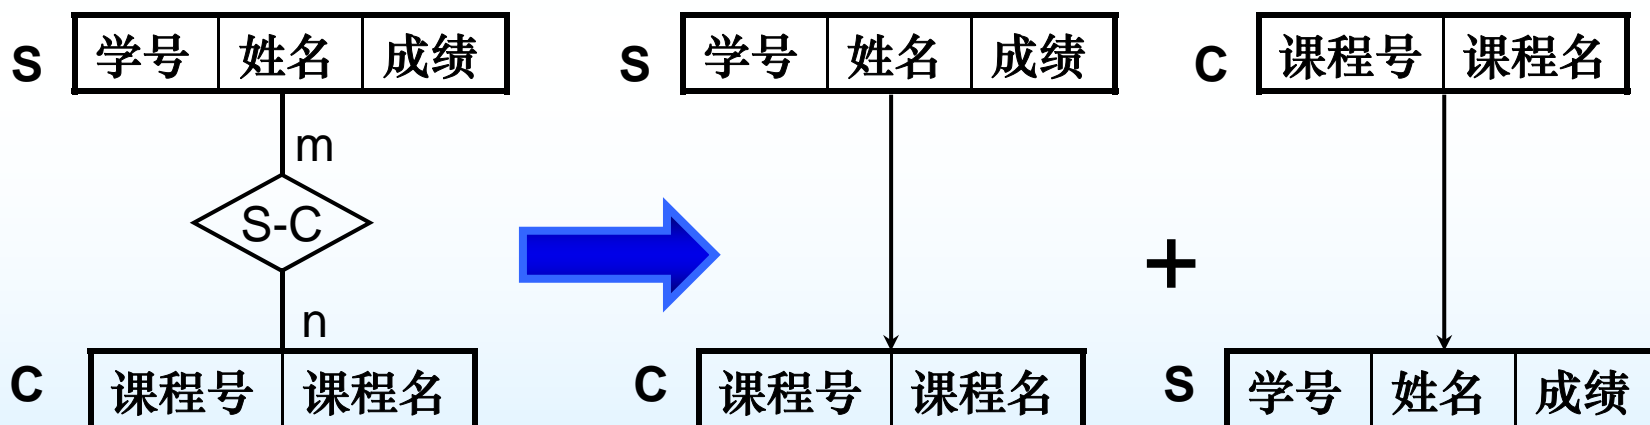 S 学号 姓名 成绩 S 学号 姓名 成绩 C 课程号 课程名
m
S-C
+
n
C 课程号 课程名 C 课程号 课程名 S 学号 姓名 成绩